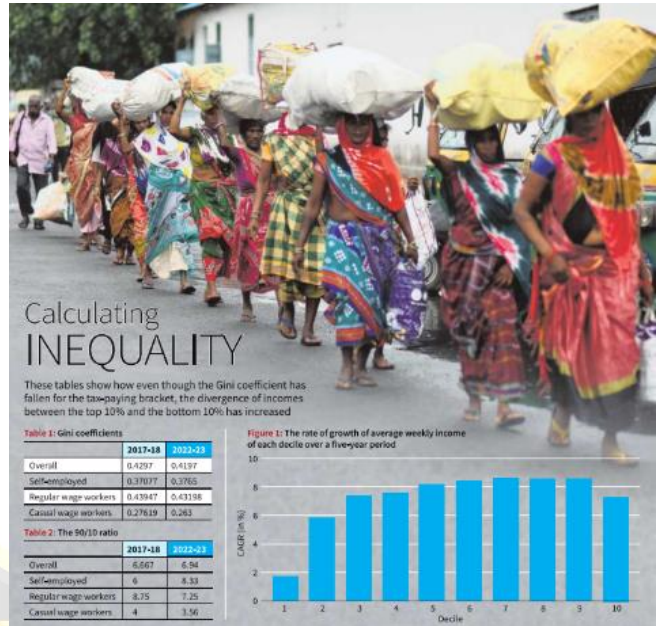 Calculating
INEQUALITY
These tables show how even though the Gini coefficient has
fallen for the tax-paying bracket, the divergence of incomes
between the top 10% and the bottom 10% has increased
Table 1: Gini coefficients
2017-18 2022-23
Overall 0.4297 0.4197
Self-employed 0.37077 0.3765
Regular wage workers 0.43947 0.43198
Casual wage workers 0.27619 0.263
Table 2: The 90/10 ratio
2017-18 2022-23
Overall 6.667 6.94
Self-employed 6 8.33
Regular wage workers 8.75 7.25
Casual wage workers 4 3.56
Figure 1: The rate of growth of average weekly income
of each decile over a five-year period
CAGR (in %)
10
8
6
4
2
0
1 2 3 4 5 6 7 8 9 10
Decile